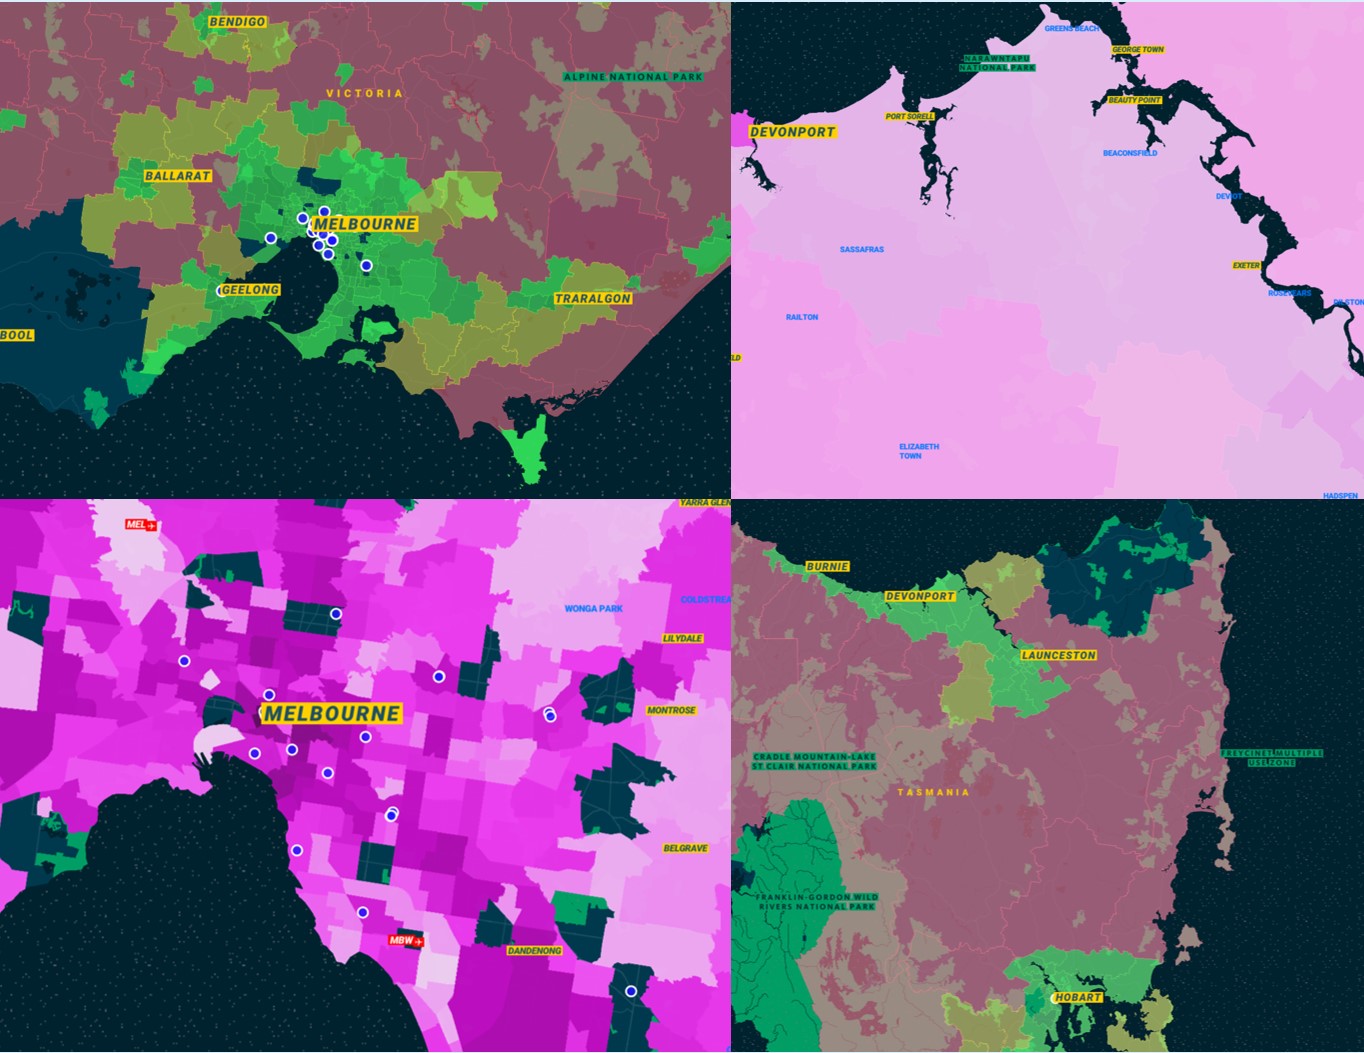 BENDIGO
ALPINE NATIONAL PARK
VICTORIA
BALLARAT
MELBOURNE
GEELONG
TRARALGON
BOOL
GREENS BEACH
GEORGE TOWN
NARAWNTAPU
NATIONAL PARK
BEAUTY POINT
PORT SORELL
DEVONPORT
BEACONSFIELD
DEVIOT
SASSAFRAS
EXETER
ROSEVEARS
DILSTON
RAILTON
LD
ELIZABETH
TOWN
HADSPEN
YARRA GLEN
MEL
COLDSTREA
WONGA PARK
LILYDALE
MELBOURNE
MONTROSE
BELGRAVE
MBW
DANDENONG
BURNIE
DEVONPORT
LAUNCESTON
CRADLE MOUNTAIN-LAKE
ST CLAIR NATIONAL PARK
FREYCINET MULTIPLE
USE ZONE
TASMANIA
FRANKLIN-GORDON WILD
RIVERS NATIONAL PARK
HOBART